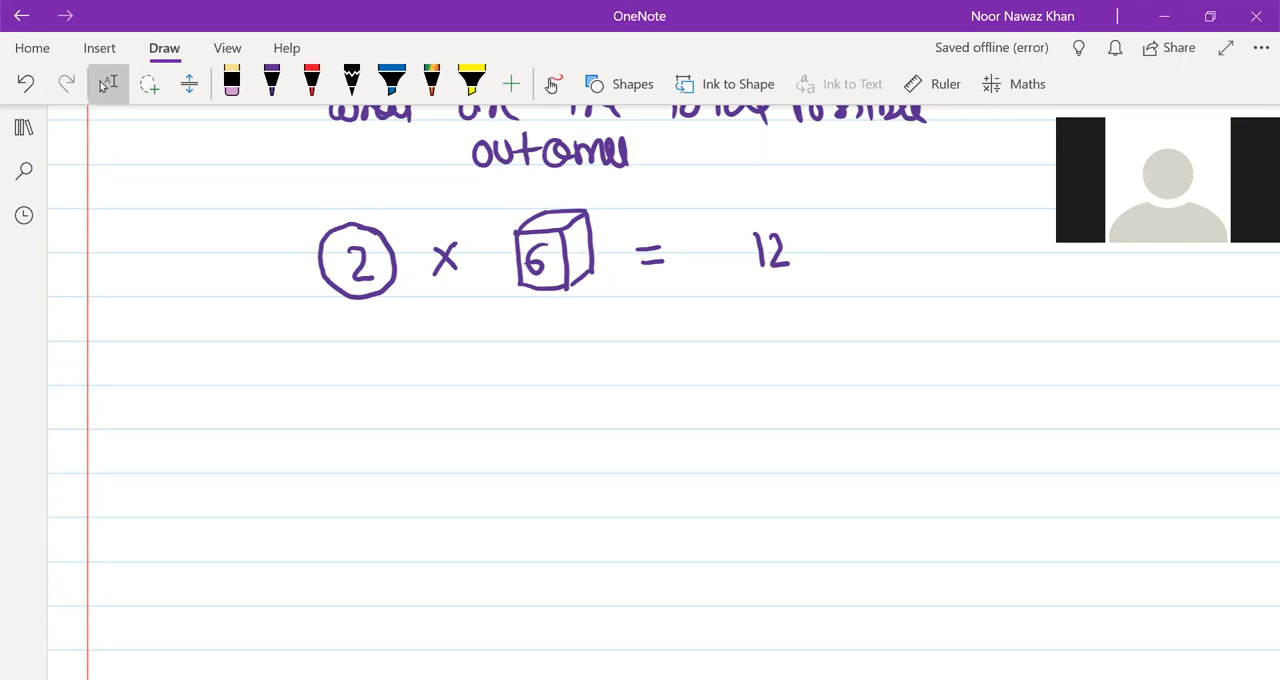 OneNote
Noor Nawaz Khan
Home Insert Draw View Help
Saved offline (error)
Share
Ink to Shape
Shapes
Ink to Text
Ruler
Maths
possible
outcomes
2 x 6 = 12